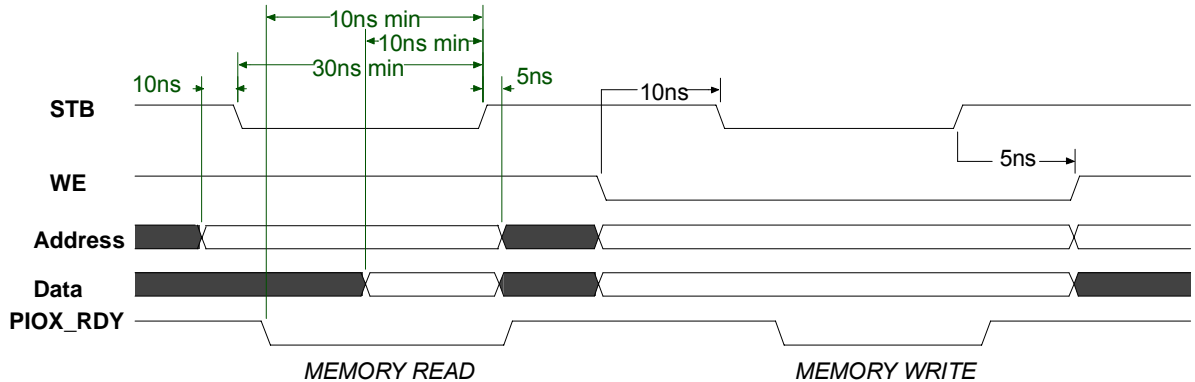 10ns min
10ns min
30ns min
10ns 5ns
STB 10ns
WE 5ns
Address
Data
PIOX_RDY
MEMORY READ MEMORY WRITE